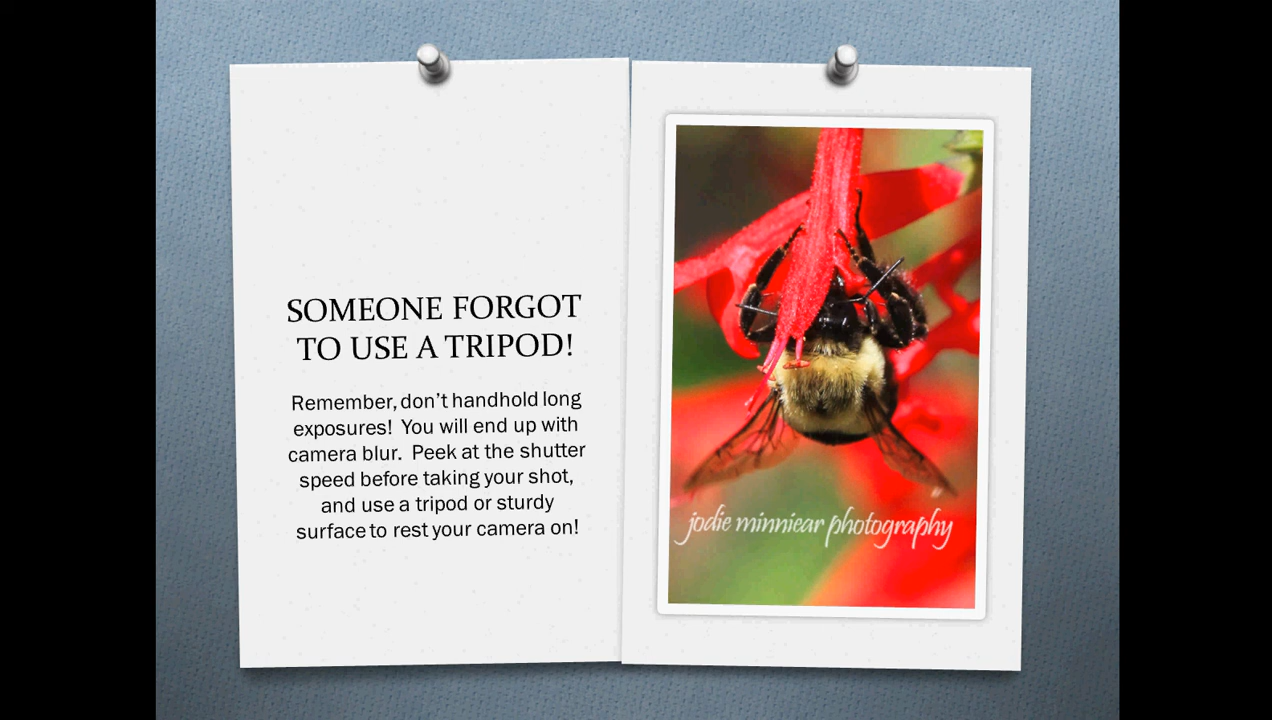 SOMEONE FORGOT
TO USE A TRIPOD!
Remember, don't handhold long
exposures!  You will end up with
camera blur.  Peek at the shutter
speed before taking your shot,
and use a tripod or sturdy
surface to rest your camera on!
jodie minniear photography